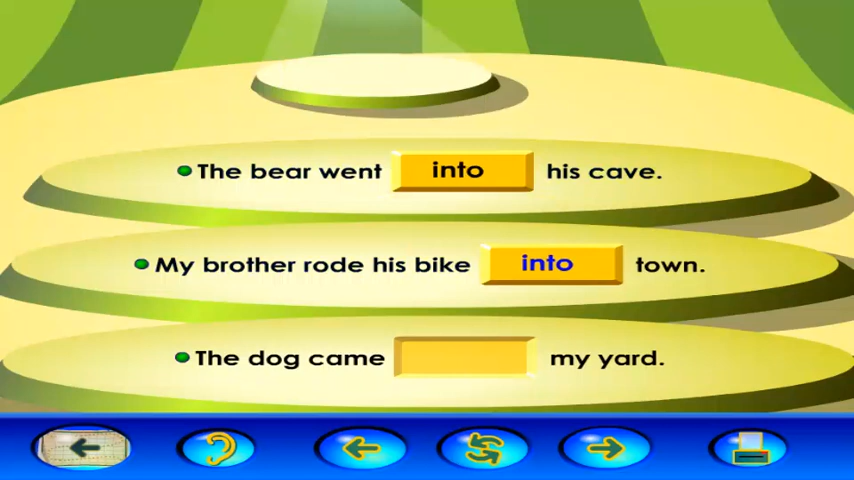 The bear went into his cave.
My brother rode his bike into town.
The dog came my yard.